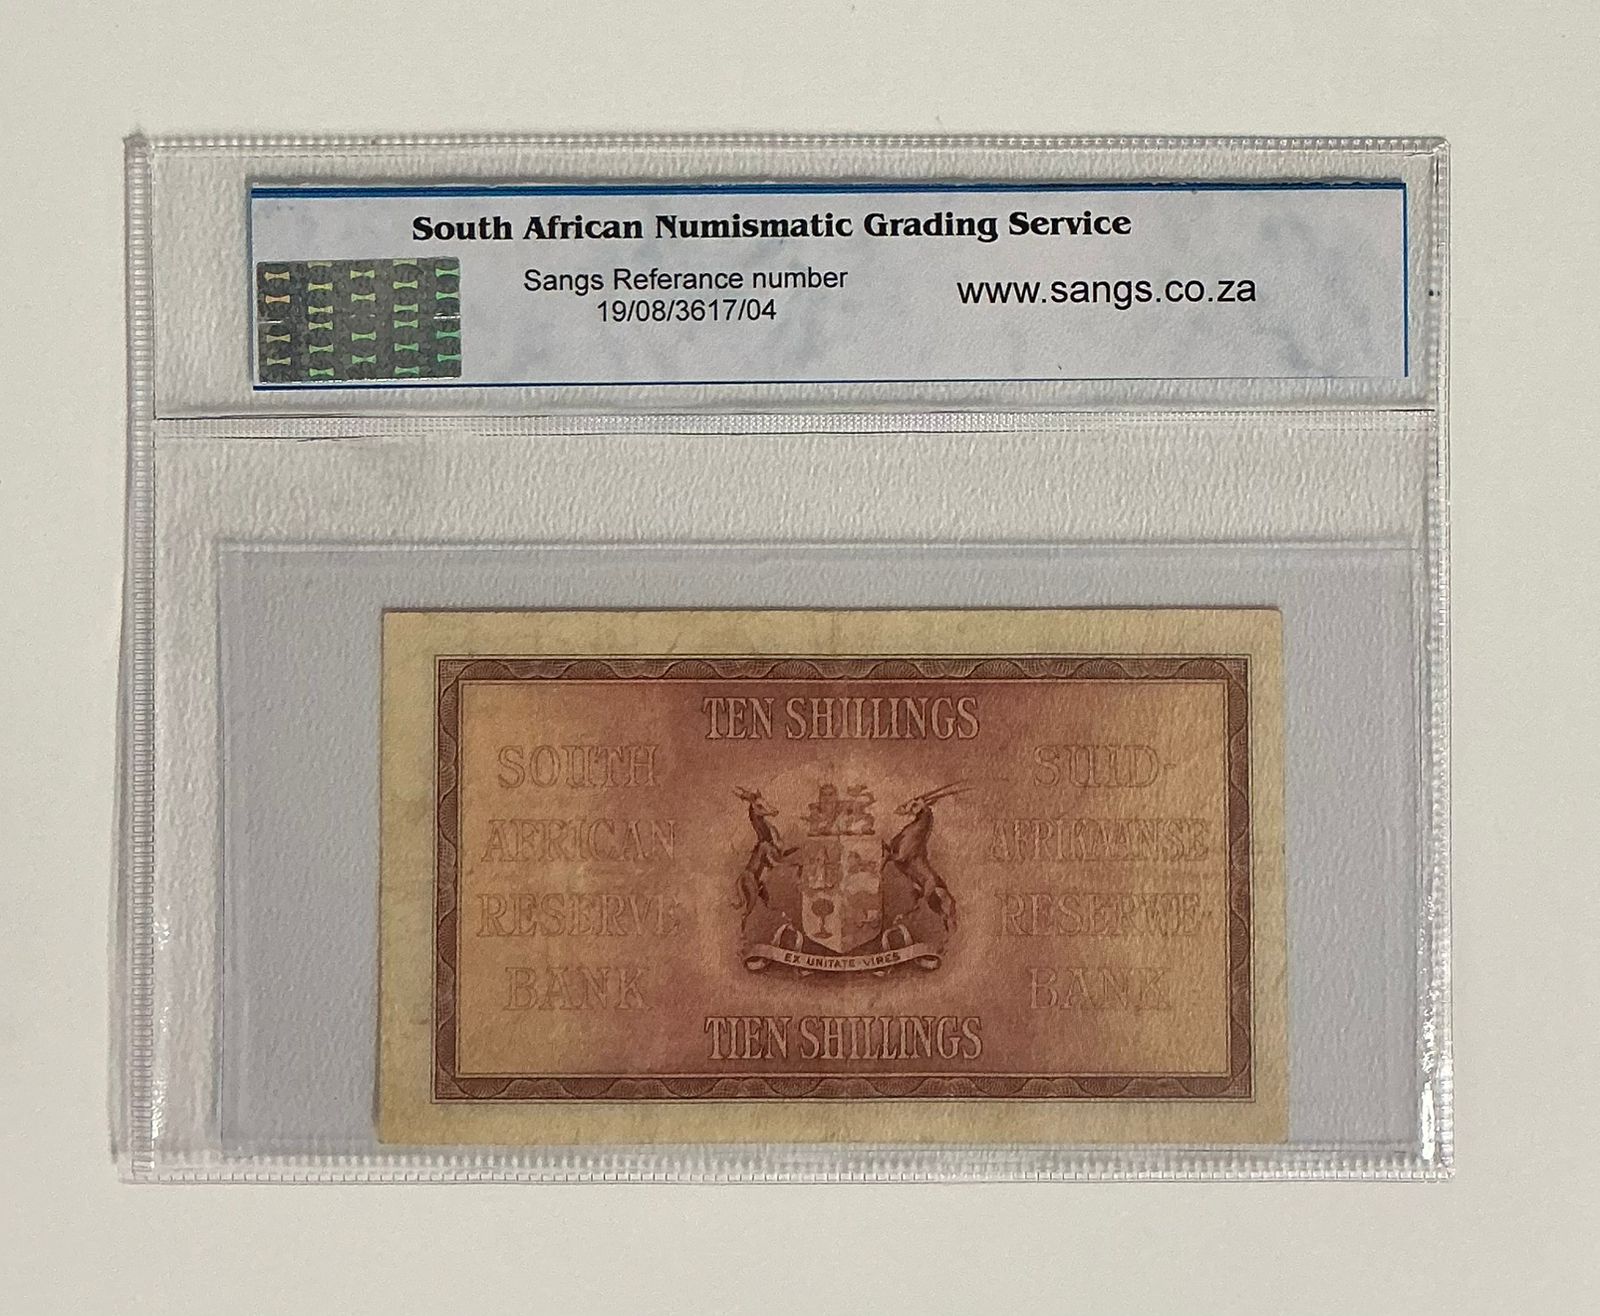 South African Numismatic Grading Service
Sangs Referance number
19/08/3617/04
www.sangs.co.za
TEN SHILLINGS
SOUTH
AFRICAN
RESERVE
BANK
SUID-
AFRIKAANSE
RESERWE-
BANK
EX UNITATE VIRES
TIEN SHILLINGS